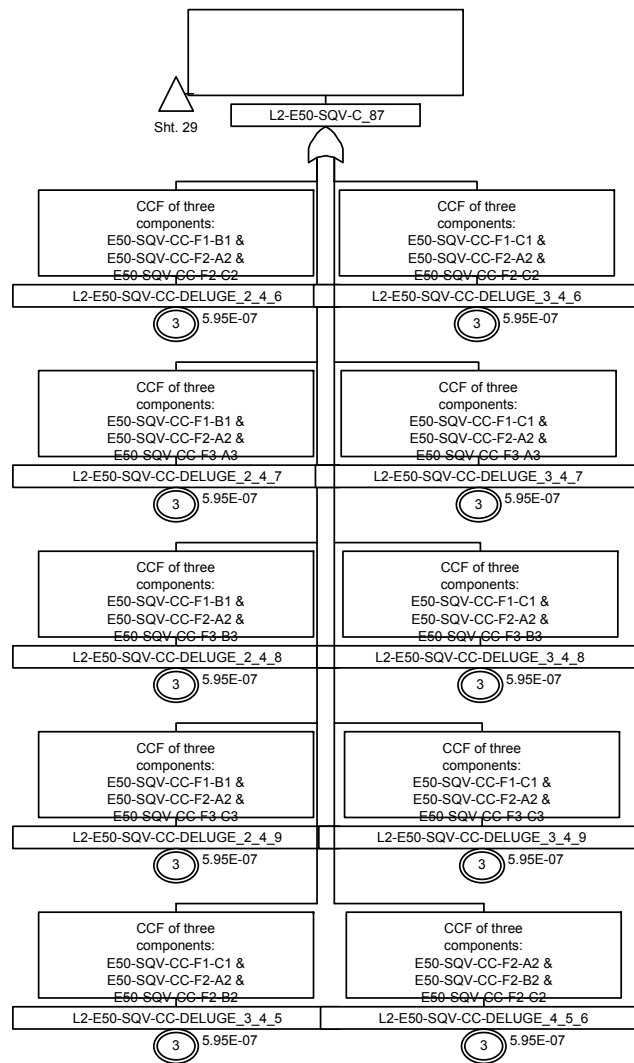 Sht. 29
L2-E50-SQV-C_87
CCF of three
components:
E50-SQV-CC-F1-B1 &
E50-SQV-CC-F2-A2 &
E50-SQV-CC-F2-C2
L2-E50-SQV-CC-DELUGE_2_4_6
3
5.95E-07
CCF of three
components:
E50-SQV-CC-F1-C1 &
E50-SQV-CC-F2-A2 &
E50-SQV-CC-F2-C2
L2-E50-SQV-CC-DELUGE_3_4_6
3
5.95E-07
CCF of three
components:
E50-SQV-CC-F1-B1 &
E50-SQV-CC-F2-A2 &
E50-SQV-CC-F3-A3
L2-E50-SQV-CC-DELUGE_2_4_7
3
5.95E-07
CCF of three
components:
E50-SQV-CC-F1-C1 &
E50-SQV-CC-F2-A2 &
E50-SQV-CC-F3-A3
L2-E50-SQV-CC-DELUGE_3_4_7
3
5.95E-07
CCF of three
components:
E50-SQV-CC-F1-B1 &
E50-SQV-CC-F2-A2 &
E50-SQV-CC-F3-B3
L2-E50-SQV-CC-DELUGE_2_4_8
3
5.95E-07
CCF of three
components:
E50-SQV-CC-F1-C1 &
E50-SQV-CC-F2-A2 &
E50-SQV-CC-F3-B3
L2-E50-SQV-CC-DELUGE_3_4_8
3
5.95E-07
CCF of three
components:
E50-SQV-CC-F1-B1 &
E50-SQV-CC-F2-A2 &
E50-SQV-CC-F3-C3
L2-E50-SQV-CC-DELUGE_2_4_9
3
5.95E-07
CCF of three
components:
E50-SQV-CC-F1-C1 &
E50-SQV-CC-F2-A2 &
E50-SQV-CC-F3-C3
L2-E50-SQV-CC-DELUGE_3_4_9
3
5.95E-07
CCF of three
components:
E50-SQV-CC-F1-C1 &
E50-SQV-CC-F2-A2 &
E50-SQV-CC-F2-B2
L2-E50-SQV-CC-DELUGE_3_4_5
3
5.95E-07
CCF of three
components:
E50-SQV-CC-F2-A2 &
E50-SQV-CC-F2-B2 &
E50-SQV-CC-F2-C2
L2-E50-SQV-CC-DELUGE_4_5_6
3
5.95E-07